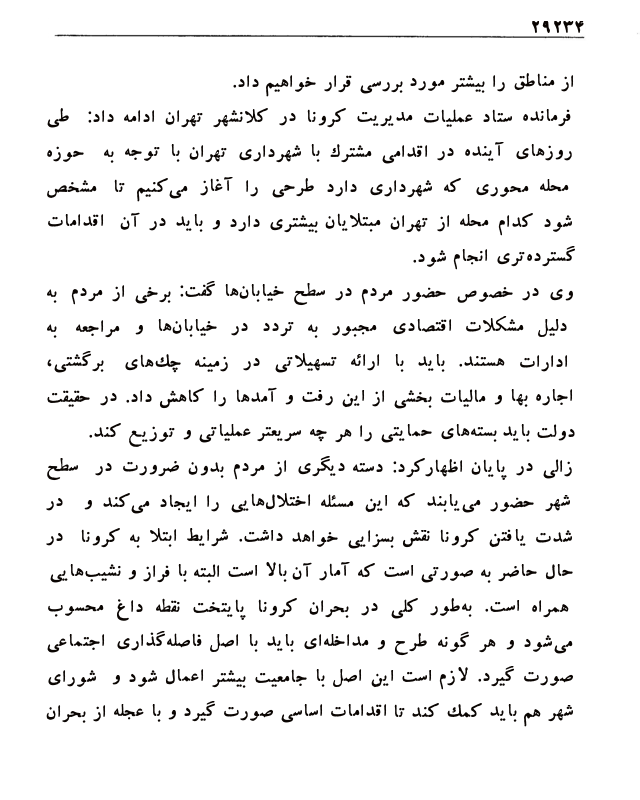 ۲۹۲۳۴
از مناطق را بیشتر مورد بررسی قرار خواهیم داد.
فرمانده ستاد عملیات مدیریت کرونا در کلانشهر تهران ادامه داد: طی
روزهای آینده در اقدامی مشترك با شهرداری تهران با توجه به حوزه
محله محوری که شهرداری دارد طرحی را آغاز می‌کنیم تا مشخص
شود کدام محله از تهران مبتلایان بیشتری دارد و باید در آن اقدامات
گسترده‌تری انجام شود.
وی در خصوص حضور مردم در سطح خیابان‌ها گفت: برخی از مردم به
دلیل مشکلات اقتصادی مجبور به تردد در خیابان‌ها و مراجعه به
ادارات هستند. باید با ارائه تسهیلاتی در زمینه چك‌های برگشتی،
اجاره بها و مالیات بخشی از این رفت و آمدها را کاهش داد. در حقیقت
دولت باید بسته‌های حمایتی را هر چه سریعتر عملیاتی و توزیع کند.
زالی در پایان اظهارکرد: دسته دیگری از مردم بدون ضرورت در سطح
شهر حضور می‌یابند که این مسئله اختلال‌هایی را ایجاد می‌کند و در
شدت یافتن کرونا نقش بسزایی خواهد داشت. شرایط ابتلا به کرونا در
حال حاضر به صورتی است که آمار آن بالا است البته با فراز و نشیب‌هایی
همراه است. به‌طور کلی در بحران کرونا پایتخت نقطه داغ محسوب
می‌شود و هر گونه طرح و مداخله‌ای باید با اصل فاصله‌گذاری اجتماعی
صورت گیرد. لازم است این اصل با جامعیت بیشتر اعمال شود و شورای
شهر هم باید کمك کند تا اقدامات اساسی صورت گیرد و با عجله از بحران